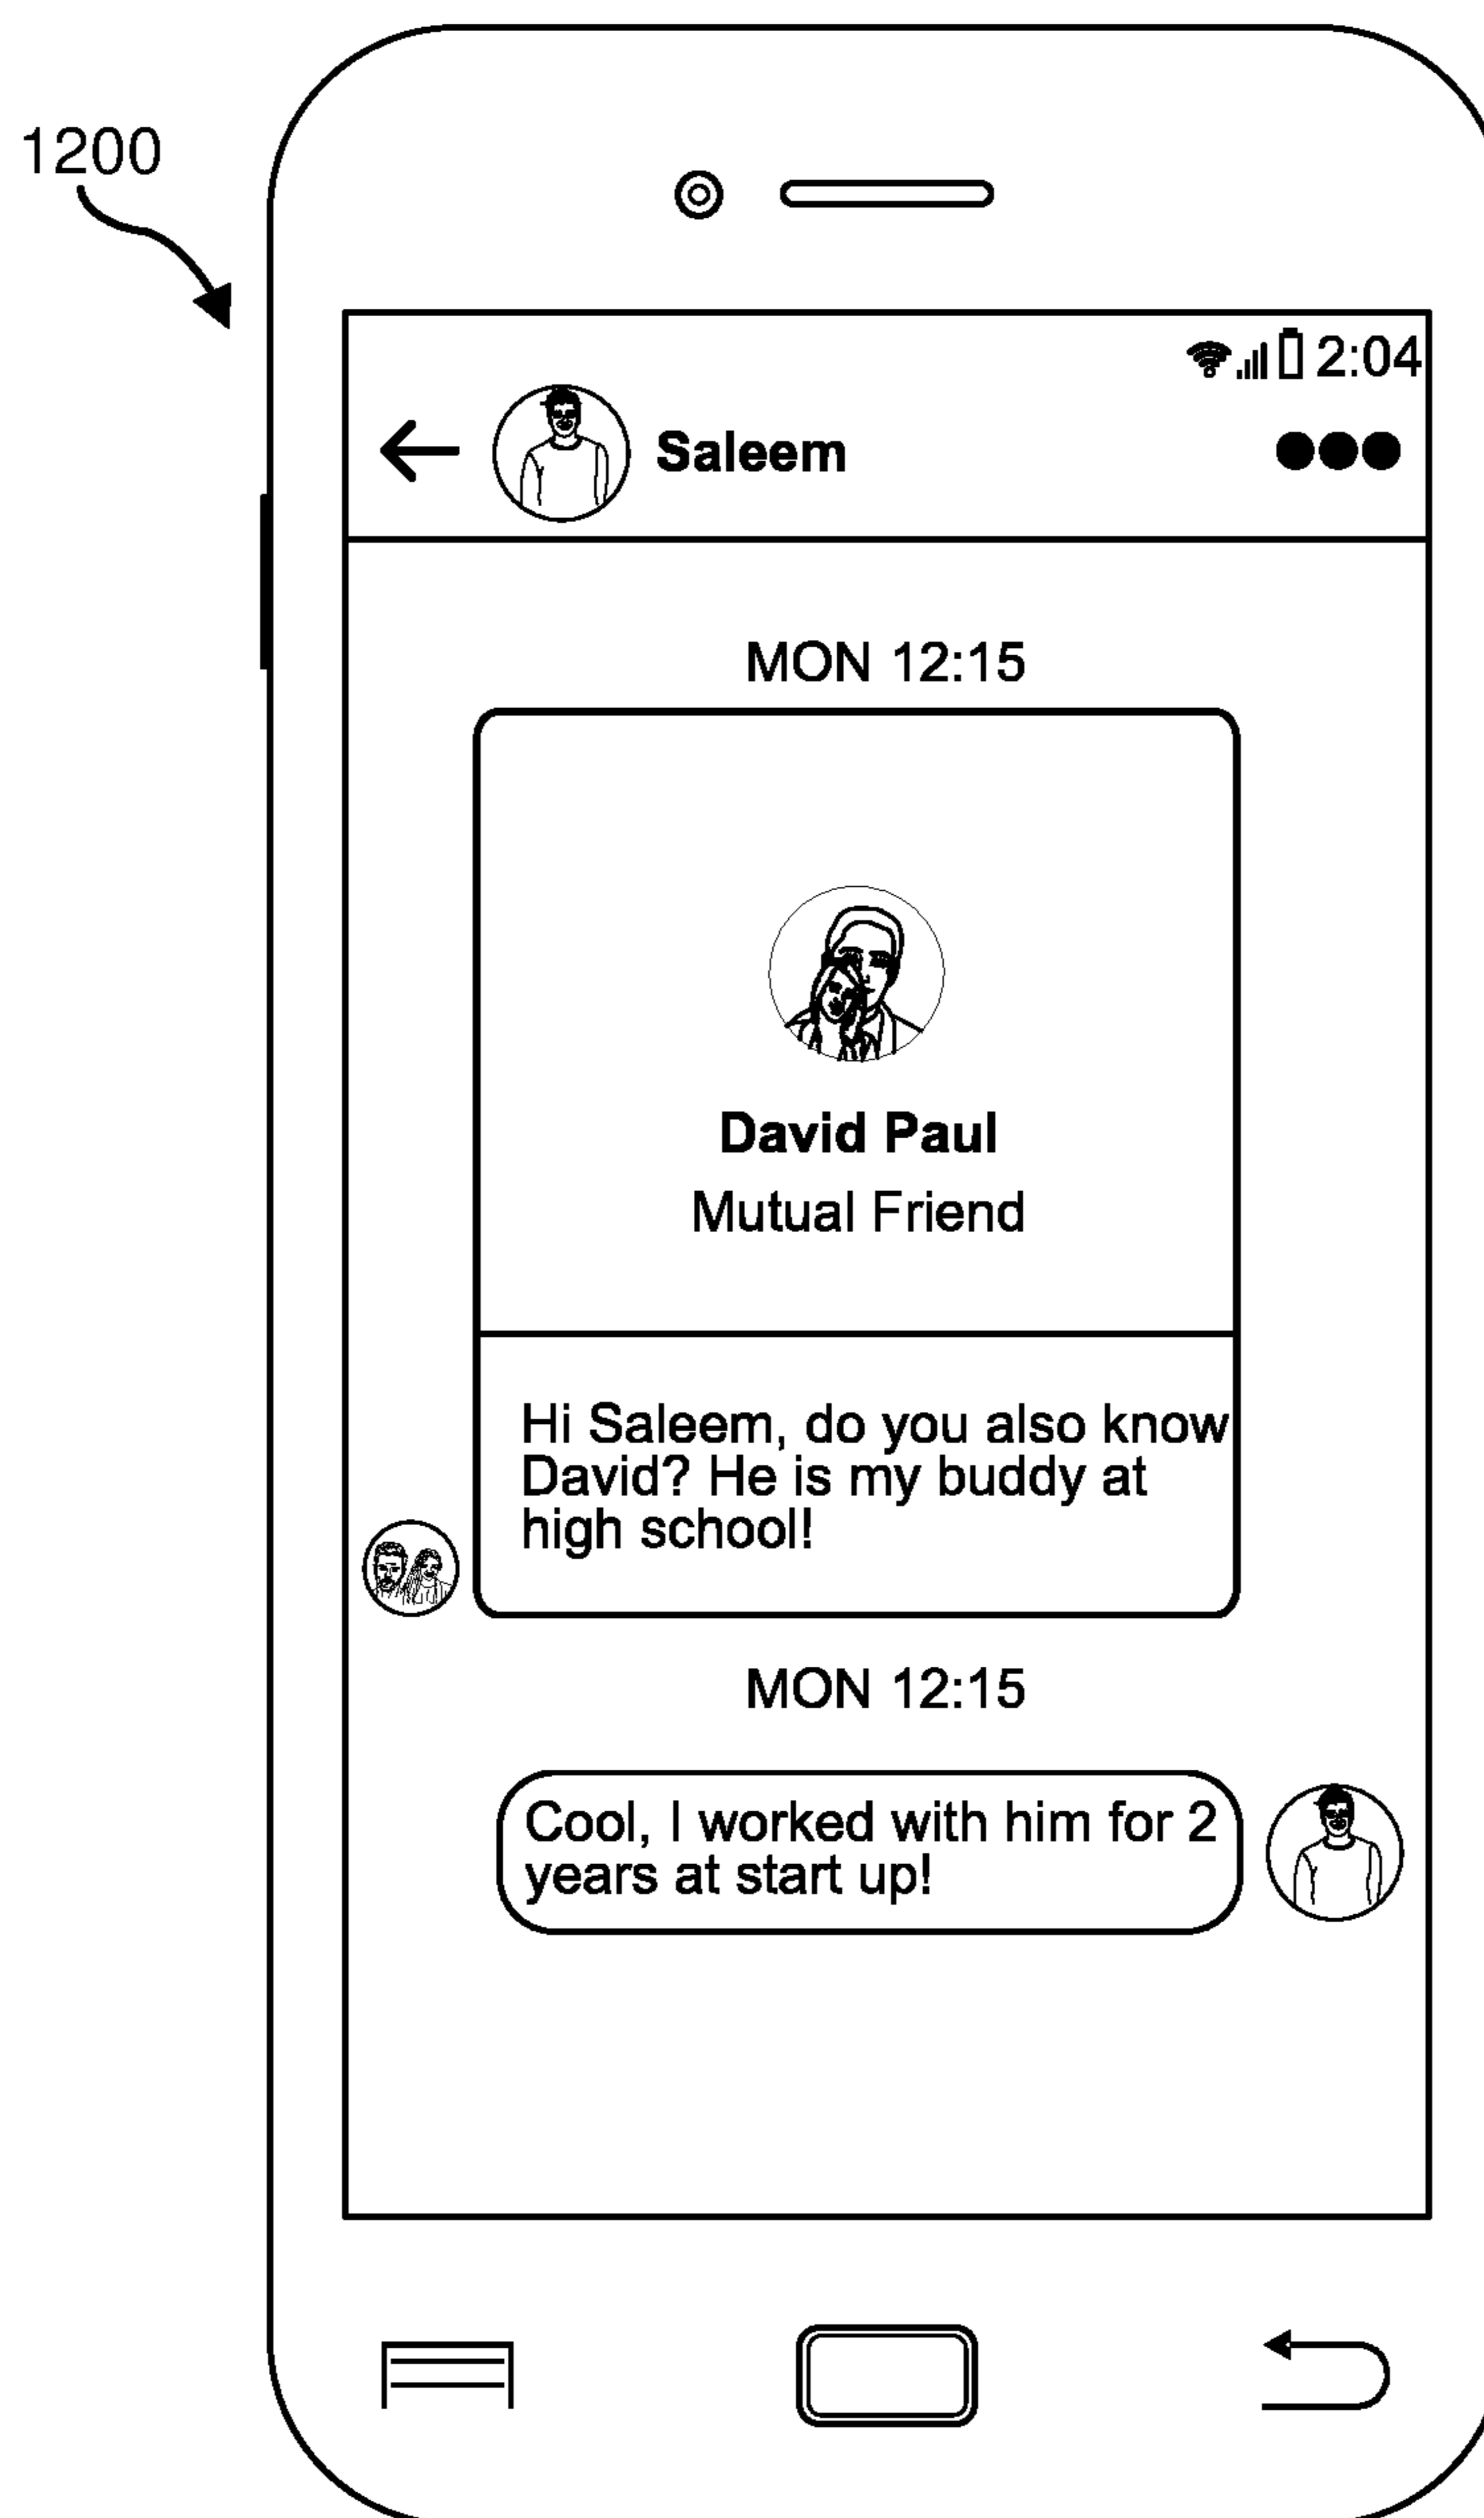 1200
2:04
Saleem
MON 12:15
David Paul
Mutual Friend
Hi Saleem, do you also know
David? He is my buddy at
high school!
MON 12:15
Cool, I worked with him for 2
years at start up!